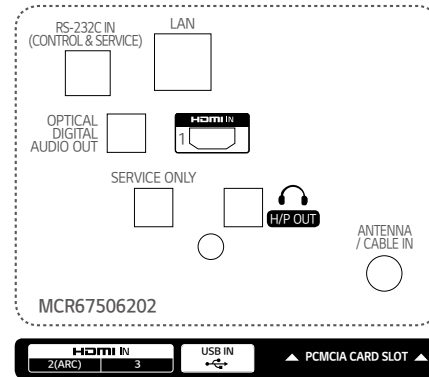 RS-232C IN
(CONTROL & SERVICE)
LAN
OPTICAL
DIGITAL
AUDIO OUT
HDMI IN
1
SERVICE ONLY
H/P OUT
ANTENNA
/ CABLE IN
MCR67506202
HDMI IN
2(ARC) 3
USB IN
PCMCIA CARD SLOT